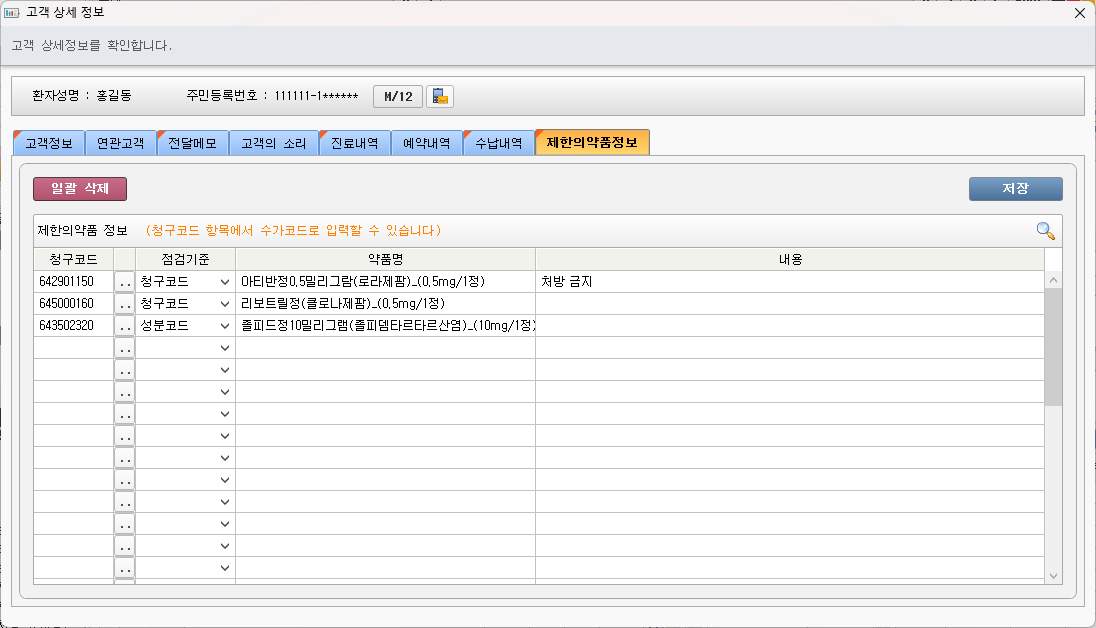 고객 상세 정보
고객 상세정보를 확인합니다.
환자성명 : 홍길동 주민등록번호 : 111111-1****** M/12
고객정보 연관고객 전달메모 고객의 소리 진료내역 예약내역 수납내역 제한의약품정보
일괄 삭제 저장
제한의약품 정보 (청구코드 항목에서 수가코드로 입력할 수 있습니다)
청구코드 점검기준 약품명 내용
642901150 .. 청구코드 아티반정0.5밀리그람(로라제팜)_(0.5mg/1정) 처방 금지
645000160 .. 청구코드 리보트릴정(클로나제팜)_(0.5mg/1정)
643502320 .. 성분코드 졸피드정10밀리그램(졸피뎀타르타르산염)_(10mg/1정)
..
..
..
..
..
..
..
..
..
..
..